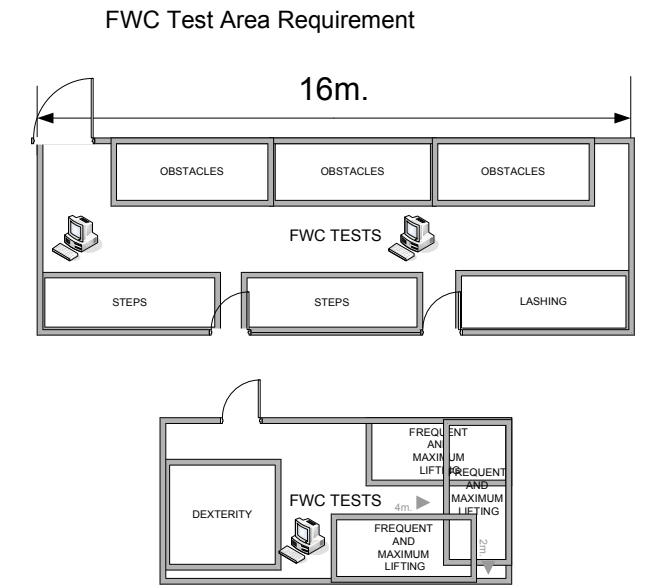 FWC Test Area Requirement
16m.
OBSTACLES
OBSTACLES
OBSTACLES
FWC TESTS
STEPS
STEPS
LASHING
FREQUENT
AND
MAXIMUM
LIFTING
FREQUENT
AND
MAXIMUM
LIFTING
FWC TESTS
4m.
DEXTERITY
FREQUENT
AND
MAXIMUM
LIFTING
2m.